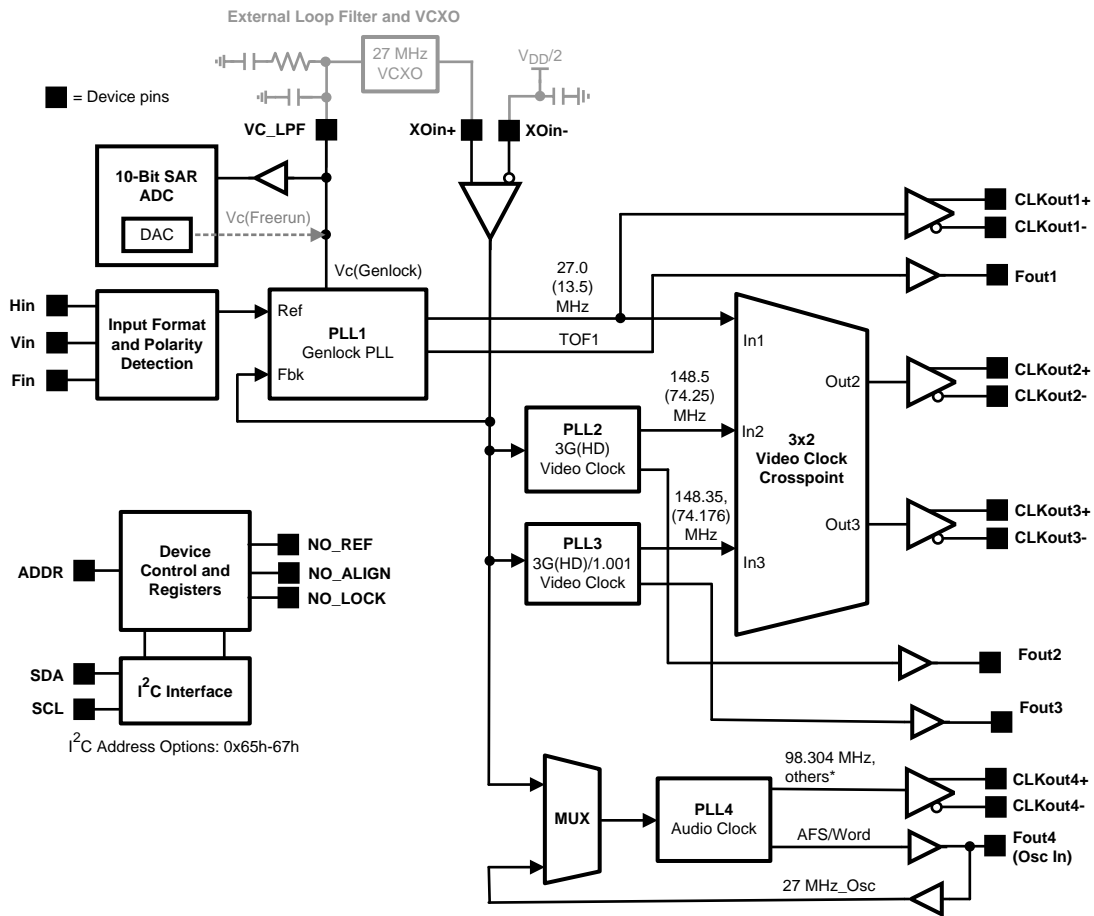 External Loop Filter and VCXO
27 MHz
VCXO
VDD/2
= Device pins
VC_LPF
XOin+
XOin-
10-Bit SAR
ADC
DAC
Vc(Freerun)
Vc(Genlock)
CLKout1+
CLKout1-
Fout1
27.0
(13.5)
MHz
TOF1
Hin
Vin
Fin
Input Format
and Polarity
Detection
Ref
Fbk
PLL1
Genlock PLL
In1
In2
In3
Out2
Out3
3x2
Video Clock
Crosspoint
CLKout2+
CLKout2-
148.5
(74.25)
MHz
PLL2
3G(HD)
Video Clock
148.35,
(74.176)
MHz
PLL3
3G(HD)/1.001
Video Clock
CLKout3+
CLKout3-
ADDR
Device
Control and
Registers
NO_REF
NO_ALIGN
NO_LOCK
SDA
SCL
I2C Interface
I2C Address Options: 0x65h-67h
Fout2
Fout3
MUX
PLL4
Audio Clock
98.304 MHz,
others*
CLKout4+
CLKout4-
AFS/Word
Fout4
(Osc In)
27 MHz_Osc